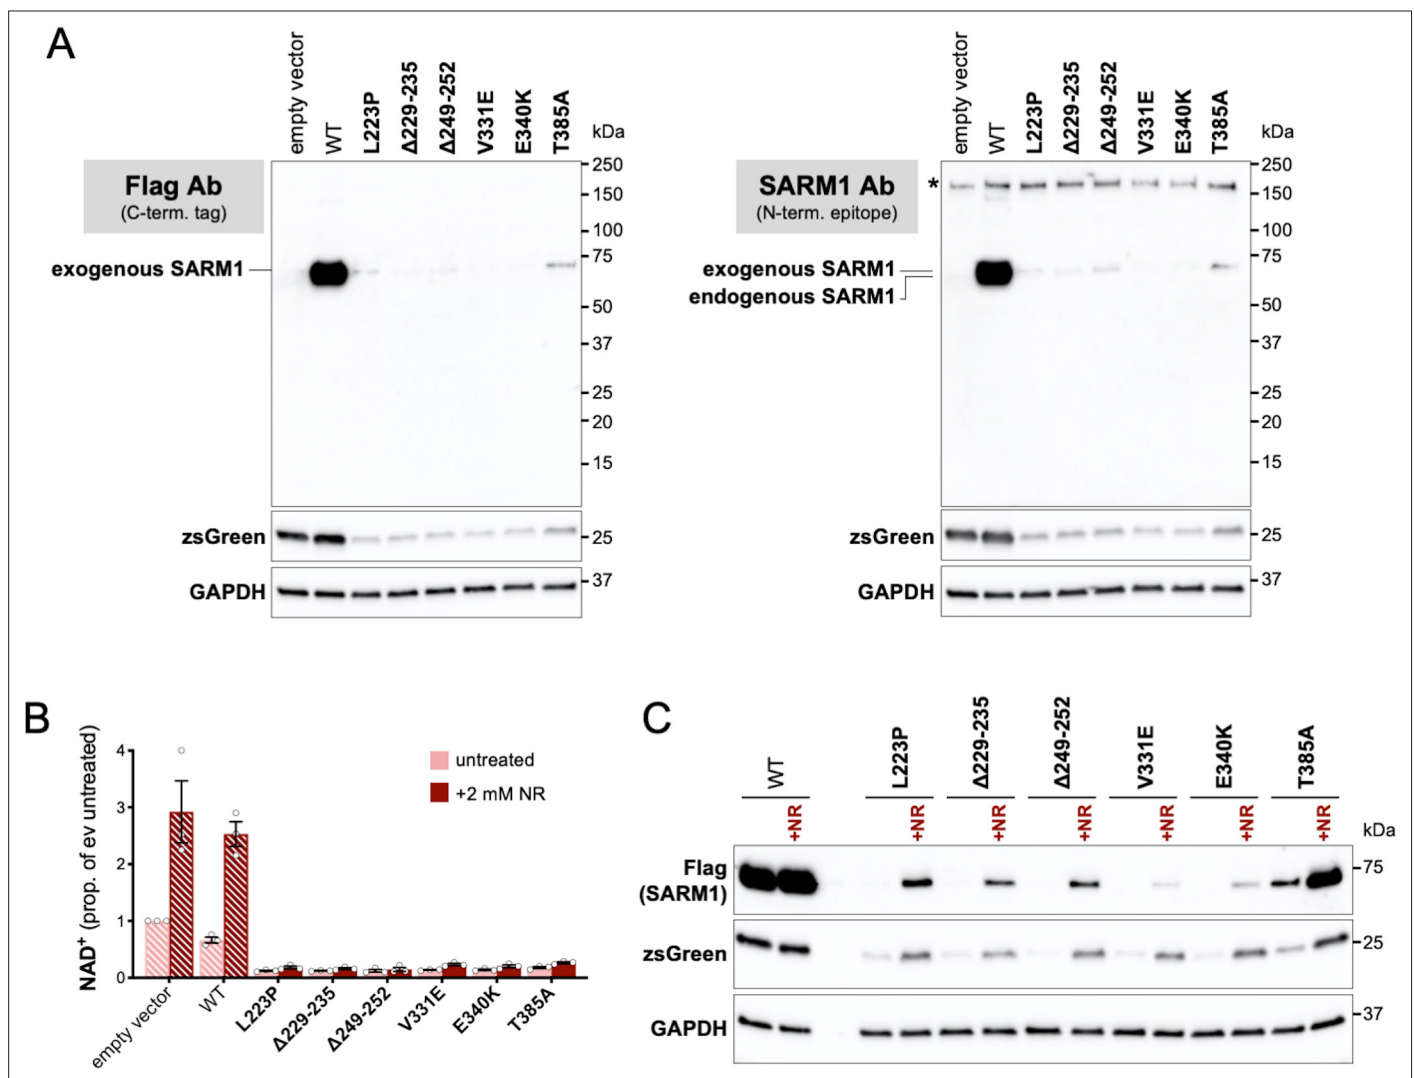 A
empty vector
WT
L223P
Δ229-235
Δ249-252
V331E
E340K
T385A
kDa
Flag Ab
(C-term. tag)
exogenous SARM1
250
150
100
75
50
37
25
20
15
zsGreen
25
GAPDH
37
empty vector
WT
L223P
Δ229-235
Δ249-252
V331E
E340K
T385A
kDa
SARM1 Ab
(N-term. epitope)
*
exogenous SARM1
endogenous SARM1
250
150
100
75
50
37
25
20
15
zsGreen
25
GAPDH
37
B
NAD+ (prop. of ev untreated)
4
3
2
1
0
untreated
+2 mM NR
empty vector
WT
L223P
Δ229-235
Δ249-252
V331E
E340K
T385A
C
WT
L223P
Δ229-235
Δ249-252
V331E
E340K
T385A
+NR
+NR
+NR
+NR
+NR
+NR
+NR
kDa
Flag
(SARM1)
75
zsGreen
25
GAPDH
37